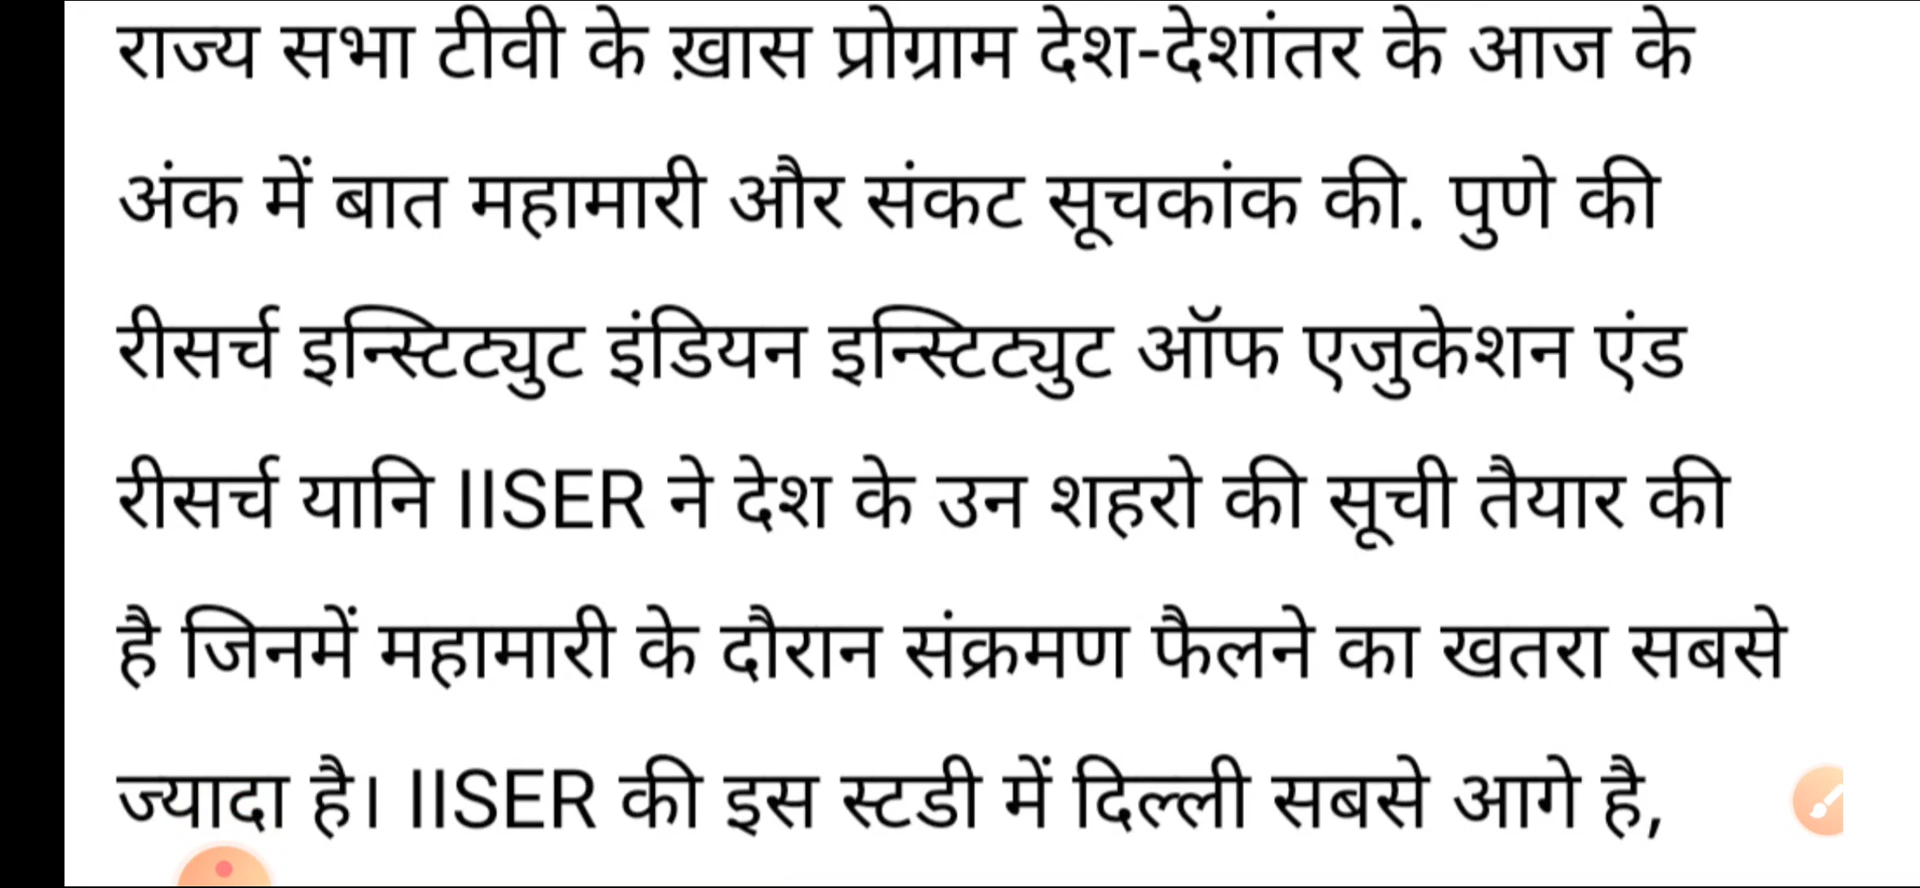 राज्य सभा टीवी के ख़ास प्रोग्राम देश-देशांतर के आज के
अंक में बात महामारी और संकट सूचकांक की. पुणे की
रीसर्च इन्स्टिट्युट इंडियन इन्स्टिट्युट ऑफ एजुकेशन एंड
रीसर्च यानि IISER ने देश के उन शहरो की सूची तैयार की
है जिनमें महामारी के दौरान संक्रमण फैलने का खतरा सबसे
ज्यादा है। IISER की इस स्टडी में दिल्ली सबसे आगे है,